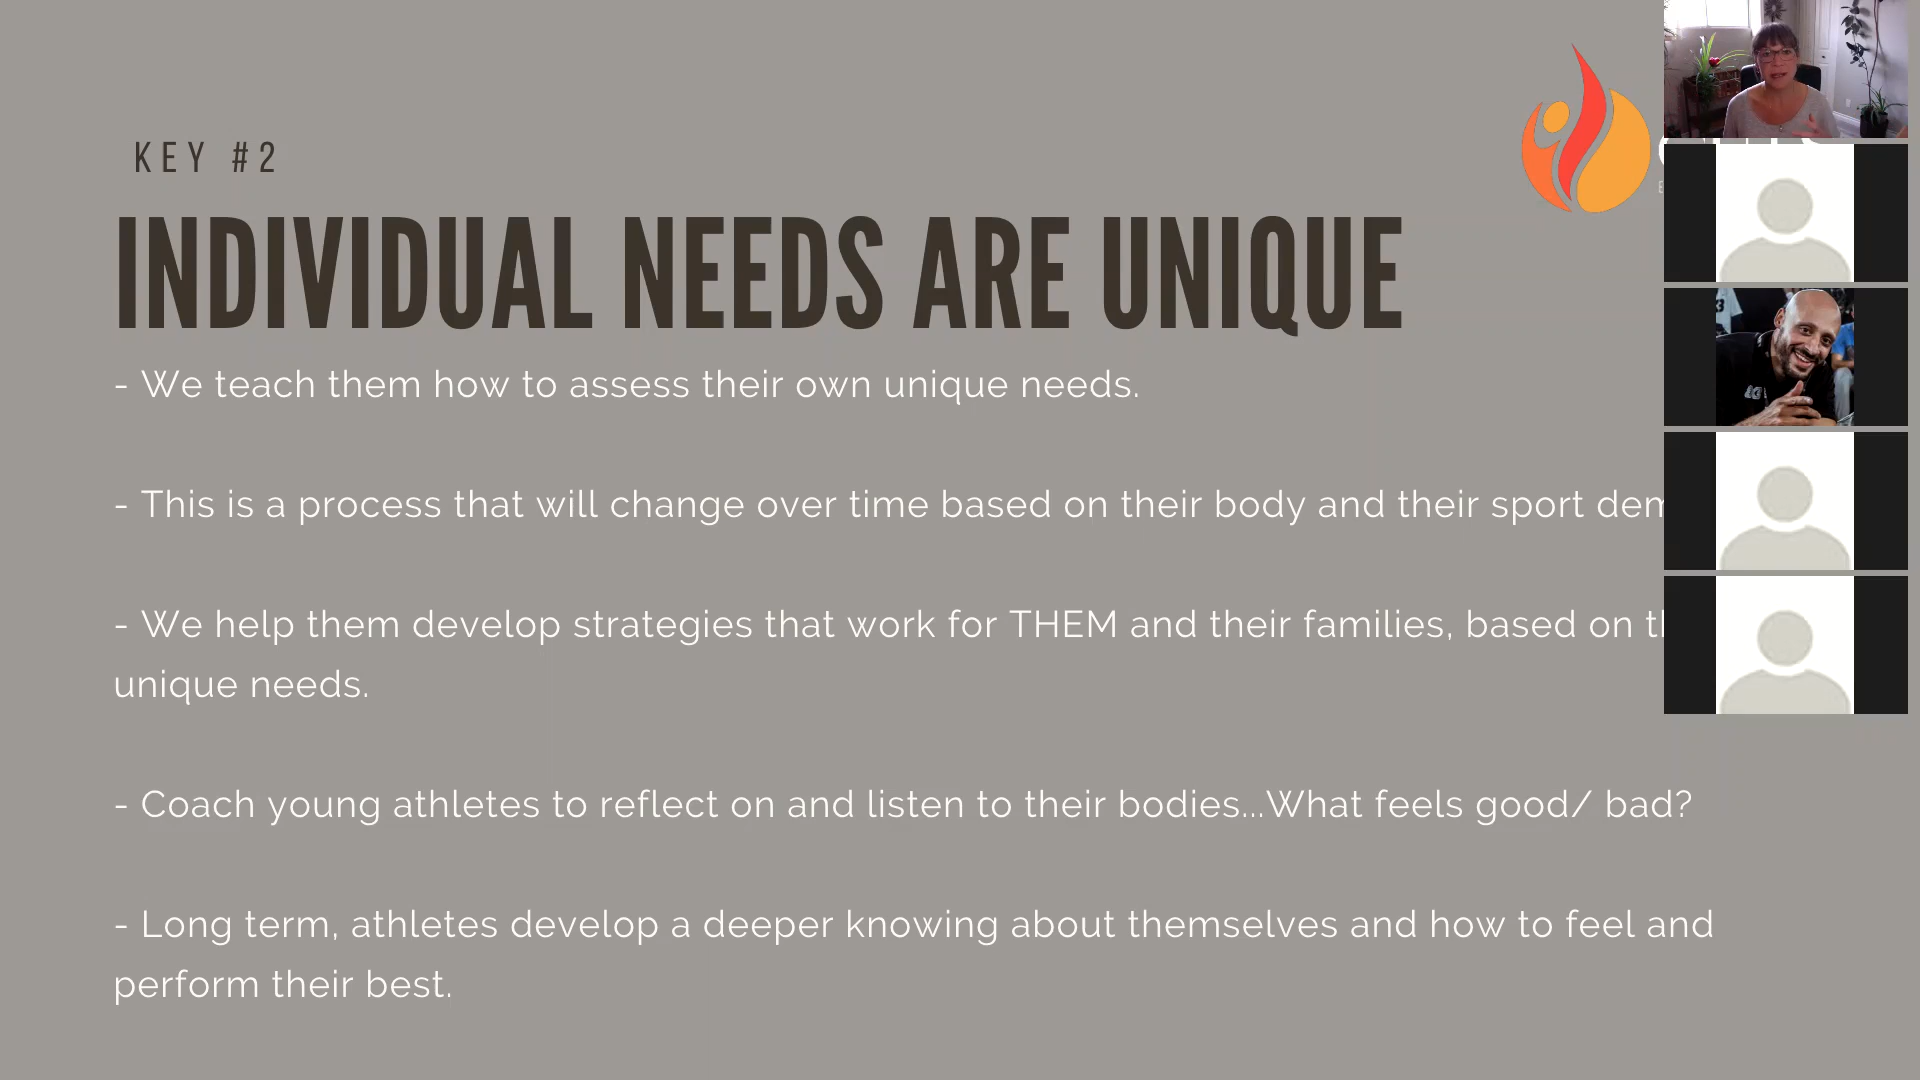 KEY #2
INDIVIDUAL NEEDS ARE UNIQUE
- We teach them how to assess their own unique needs.
- This is a process that will change over time based on their body and their sport
- We help them develop strategies that work for THEM and their families, based on
unique needs.
- Coach young athletes to reflect on and listen to their bodies...What feels good/ bad?
- Long term, athletes develop a deeper knowing about themselves and how to feel and
perform their best.